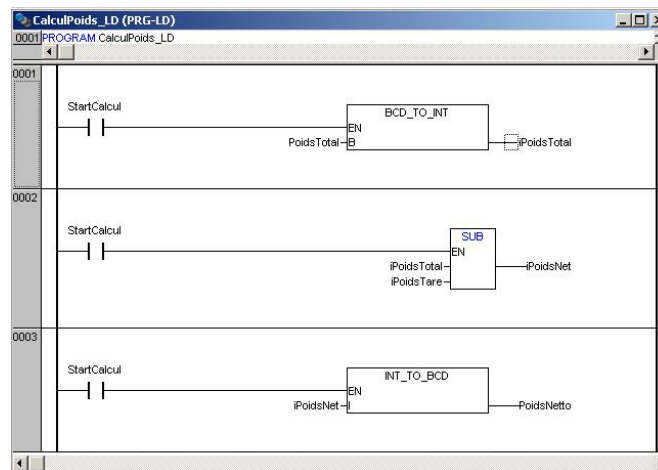 CalculPoids_LD (PRG-LD)
0001 PROGRAM CalculPoids_LD
0001
StartCalcul
BCD_TO_INT
EN
PoidsTotal B iPoidsTotal
0002
StartCalcul
SUB
EN
iPoidsTotal iPoidsNet
iPoidsTare
0003
StartCalcul
INT_TO_BCD
EN
iPoidsNet I PoidsNetto